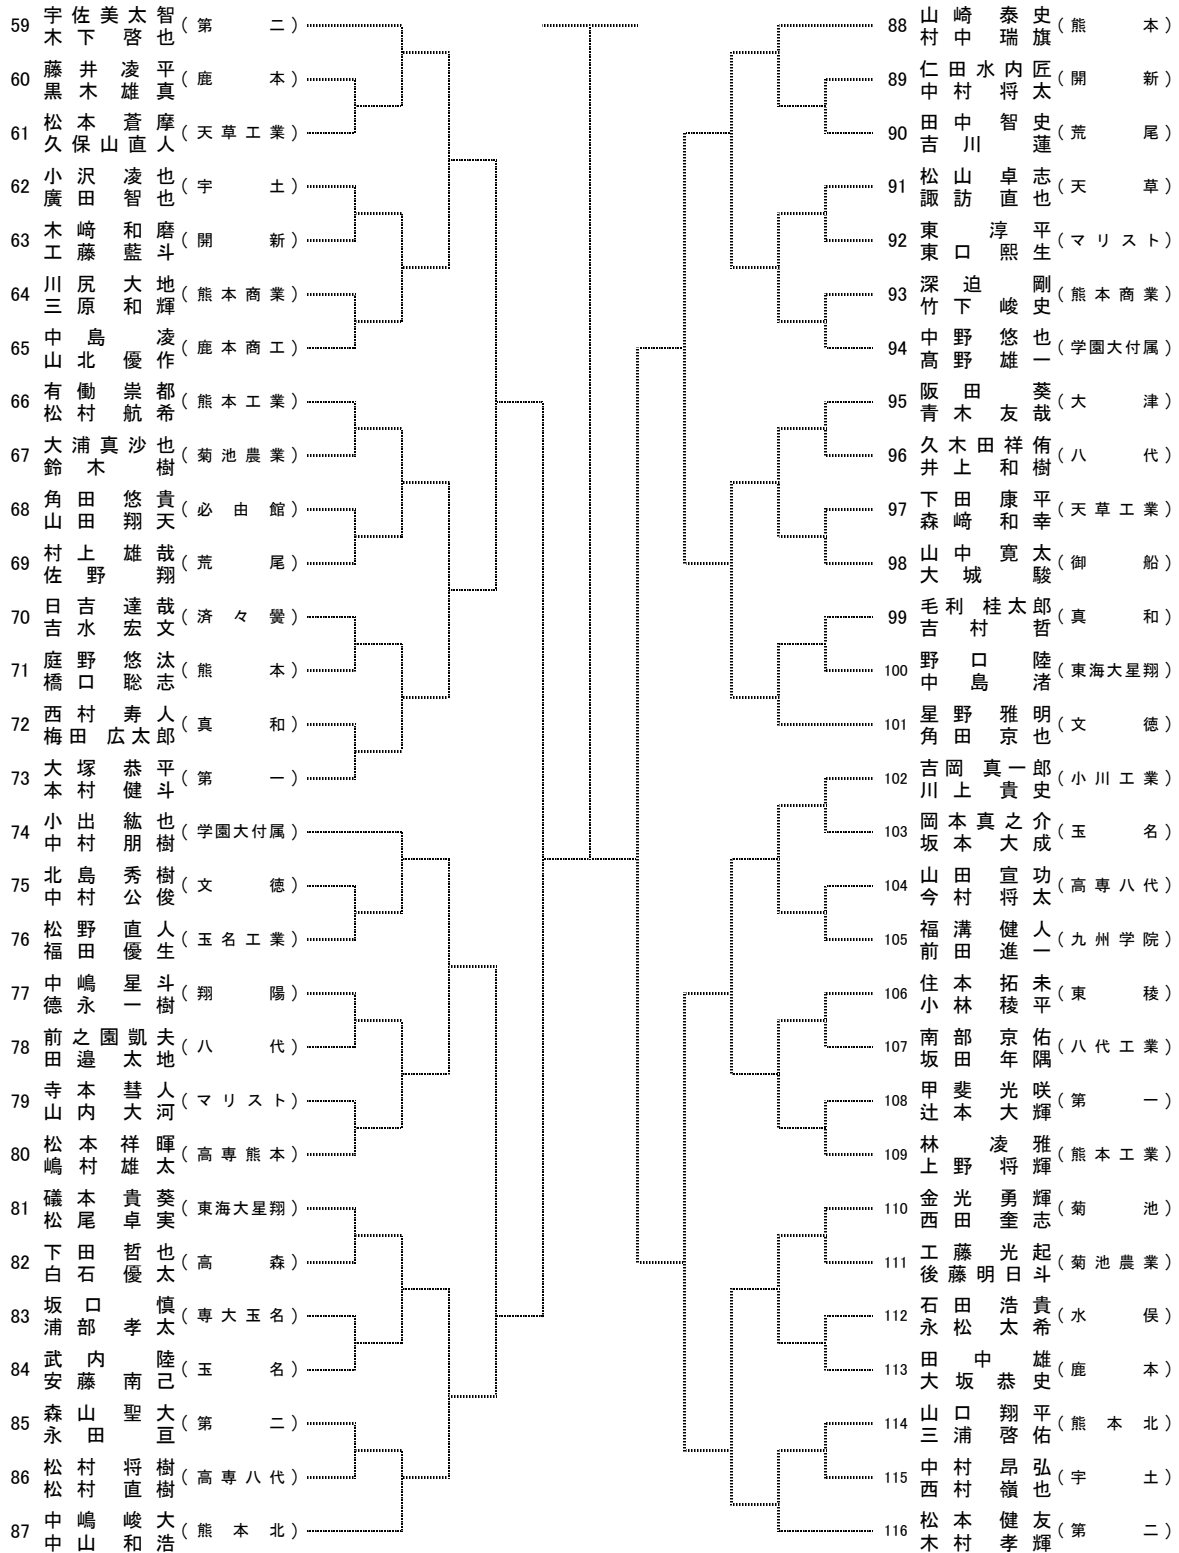 59 宇佐美太智 (第二)
木下啓也
60 藤井凌平 (鹿本)
黒木雄真
61 松本蒼摩 (天草工業)
久保山直人
62 小沢凌也 (宇土)
廣田智也
63 木﨑和磨 (開新)
工藤藍斗
64 川尻大地 (熊本商業)
三原和輝
65 中島凌 (鹿本商工)
山北優作
66 有働崇都 (熊本工業)
松村航希
67 大浦真沙也 (菊池農業)
鈴木樹
68 角田悠貴 (必由館)
山田翔天
69 村上雄哉 (荒尾)
佐野翔
70 日吉達哉 (済々黌)
吉水宏文
71 庭野悠汰 (熊本)
橋口聡志
72 西村寿人 (真和)
梅田広太郎
73 大塚恭平 (第一)
本村健斗
74 小出紘也 (学園大付属)
中村朋樹
75 北島秀樹 (文徳)
中村公俊
76 松野直人 (玉名工業)
福田優生
77 中嶋星斗 (翔陽)
德永一樹
78 前之園凱夫 (八代)
田邉太地
79 寺本彗人 (マリスト)
山内大河
80 松本祥暉 (高専熊本)
嶋村雄太
81 礒本貴葵 (東海大星翔)
松尾卓実
82 下田哲也 (高森)
白石優太
83 坂口慎 (専大玉名)
浦部孝太
84 武内陸 (玉名)
安藤南己
85 森山聖大 (第二)
永田亘
86 松村将樹 (高専八代)
松村直樹
87 中嶋峻大 (熊本北)
中山和浩
88 山崎泰史 (熊本)
村中瑞旗
89 仁田水内匠 (開新)
中村将太
90 田中智史 (荒尾)
吉川蓮
91 松山卓志 (天草)
諏訪直也
92 東淳平 (マリスト)
東口熙生
93 深迫剛 (熊本商業)
竹下峻史
94 中野悠也 (学園大付属)
髙野雄一
95 阪田葵 (大津)
青木友哉
96 久木田祥侑 (八代)
井上和樹
97 下田康平 (天草工業)
森﨑和幸
98 山中寛太 (御船)
大城駿
99 毛利桂太郎 (真和)
吉村哲
100 野口陸 (東海大星翔)
中島渚
101 星野雅明 (文徳)
角田京也
102 吉岡真一郎 (小川工業)
川上貴史
103 岡本真之介 (玉名)
坂本大成
104 山田宣功 (高専八代)
今村将太
105 福溝健人 (九州学院)
前田進一
106 住本拓未 (東稜)
小林稜平
107 南部京佑 (八代工業)
坂田年隅
108 甲斐光咲 (第一)
辻本大輝
109 林凌雅 (熊本工業)
上野将輝
110 金光勇輝 (菊池)
西田奎志
111 工藤光起 (菊池農業)
後藤明日斗
112 石田浩貴 (水俣)
永松太希
113 田中雄 (鹿本)
大坂恭史
114 山口翔平 (熊本北)
三浦啓佑
115 中村昂弘 (宇土)
西村嶺也
116 松本健友 (第二)
木村孝輝